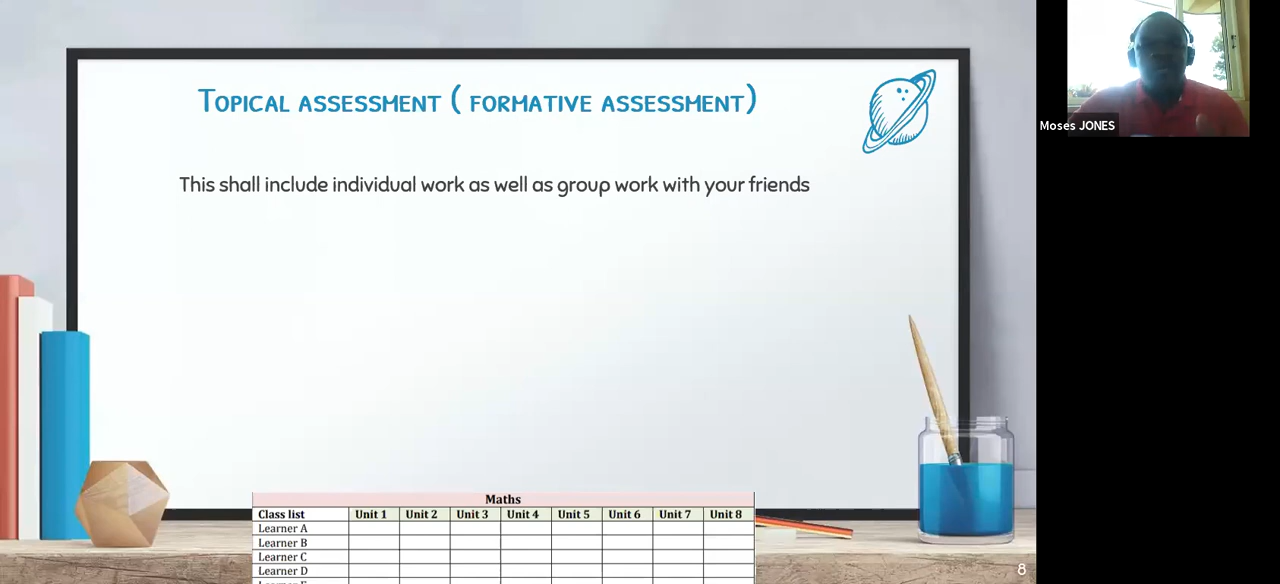 Topical assessment ( formative assessment)
Moses JONES
This shall include individual work as well as group work with your friends
Maths
Class list Unit 1 Unit 2 Unit 3 Unit 4 Unit 5 Unit 6 Unit 7 Unit 8
Learner A
Learner B
Learner C
Learner D
8